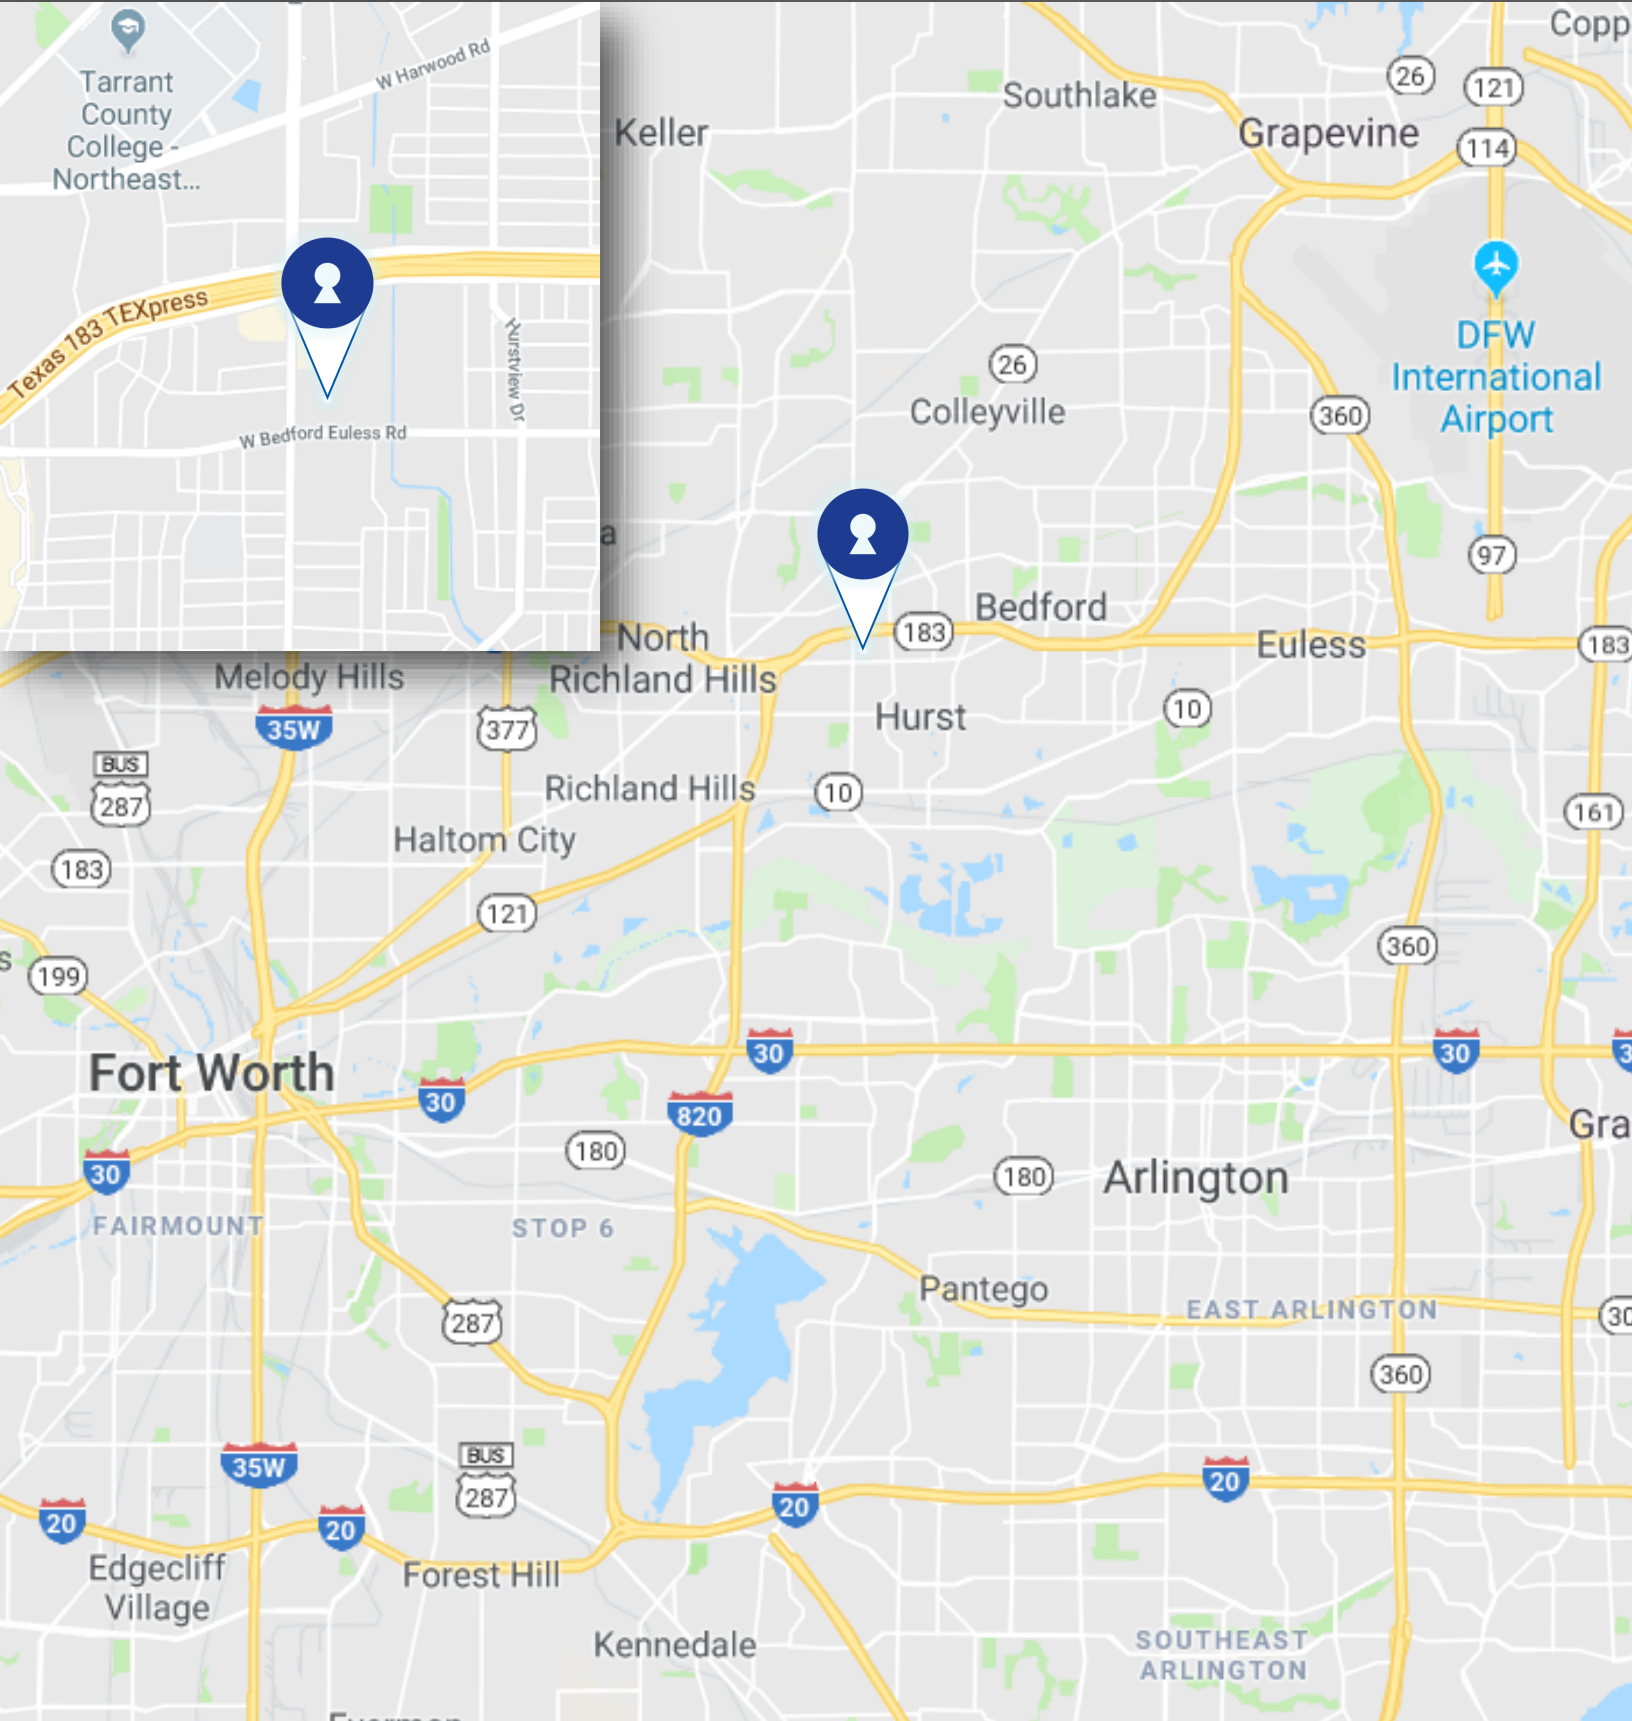 Tarrant
County
College -
Northeast...
W Harwood Rd
Texas 183 TEXpress
Hurstview Dr
W Bedford Euless Rd
Copp
26
121
Southlake
Keller
Grapevine
114
DFW
International
Airport
26
Colleyville
360
a
97
Bedford
183
North
Richland Hills
Euless
183
Melody Hills
35W
377
Hurst
10
BUS
287
Richland Hills
10
161
Haltom City
183
121
360
s
199
30
30
3
Fort Worth
30
820
Gra
180
30
180
Arlington
FAIRMOUNT
STOP 6
Pantego
EAST ARLINGTON
30
287
360
BUS
287
35W
20
20
20
20
Edgecliff
Village
Forest Hill
Kennedale
SOUTHEAST
ARLINGTON